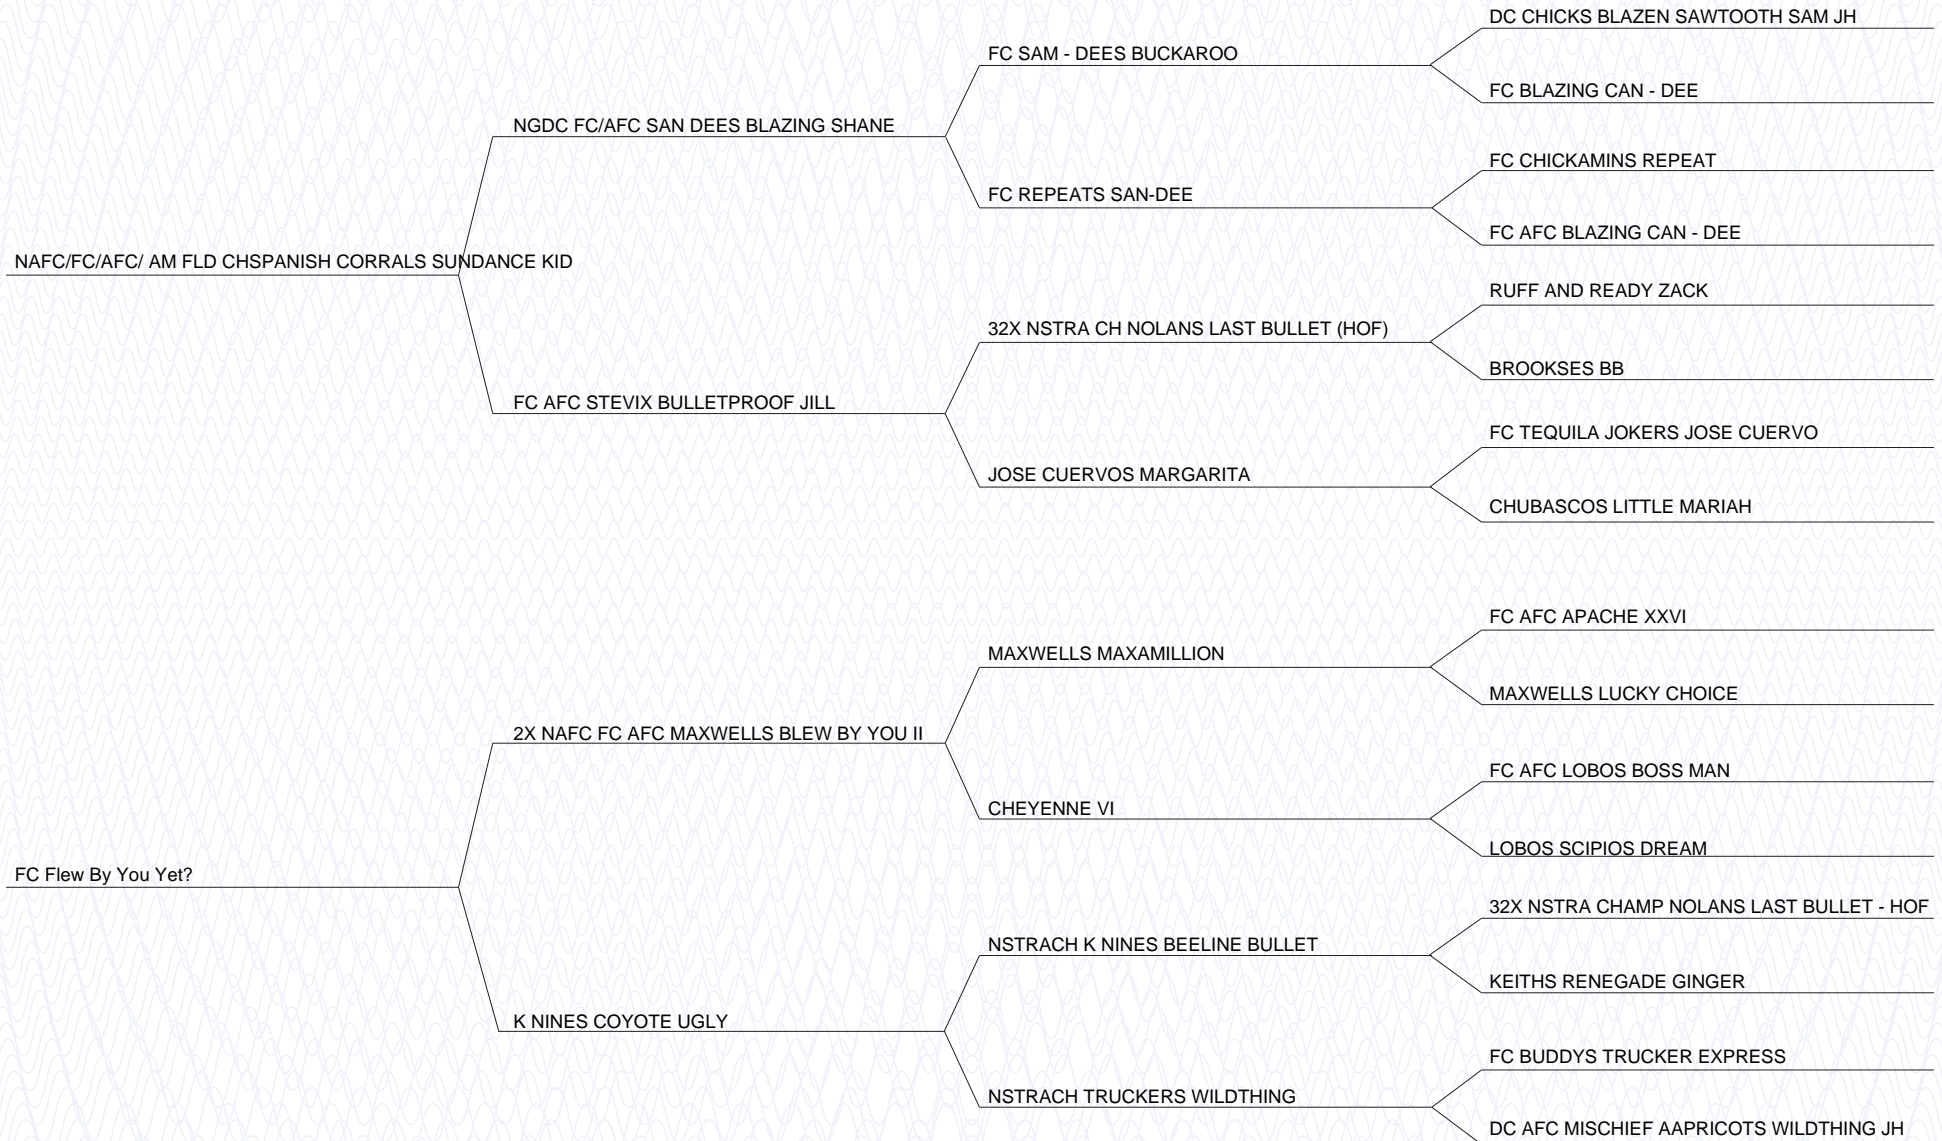 DC CHICKS BLAZEN SAWTOOTH SAM JH
FC SAM - DEES BUCKAROO
FC BLAZING CAN - DEE
NGDC FC/AFC SAN DEES BLAZING SHANE
FC CHICKAMINS REPEAT
FC REPEATS SAN-DEE
FC AFC BLAZING CAN - DEE
NAFC/FC/AFC/ AM FLD CHSPANISH CORRALS SUNDANCE KID
RUFF AND READY ZACK
32X NSTRA CH NOLANS LAST BULLET (HOF)
BROOKSES BB
FC AFC STEVIX BULLETPROOF JILL
FC TEQUILA JOKERS JOSE CUERVO
JOSE CUERVOS MARGARITA
CHUBASCOS LITTLE MARIAH
FC AFC APACHE XXVI
MAXWELLS MAXAMILLION
MAXWELLS LUCKY CHOICE
2X NAFC FC AFC MAXWELLS BLEW BY YOU II
FC AFC LOBOS BOSS MAN
CHEYENNE VI
LOBOS SCIPIOS DREAM
FC Flew By You Yet?
32X NSTRA CHAMP NOLANS LAST BULLET - HOF
NSTRACH K NINES BEELINE BULLET
KEITHS RENEGADE GINGER
K NINES COYOTE UGLY
FC BUDDYS TRUCKER EXPRESS
NSTRACH TRUCKERS WILDTHING
DC AFC MISCHIEF AAPRICOTS WILDTHING JH